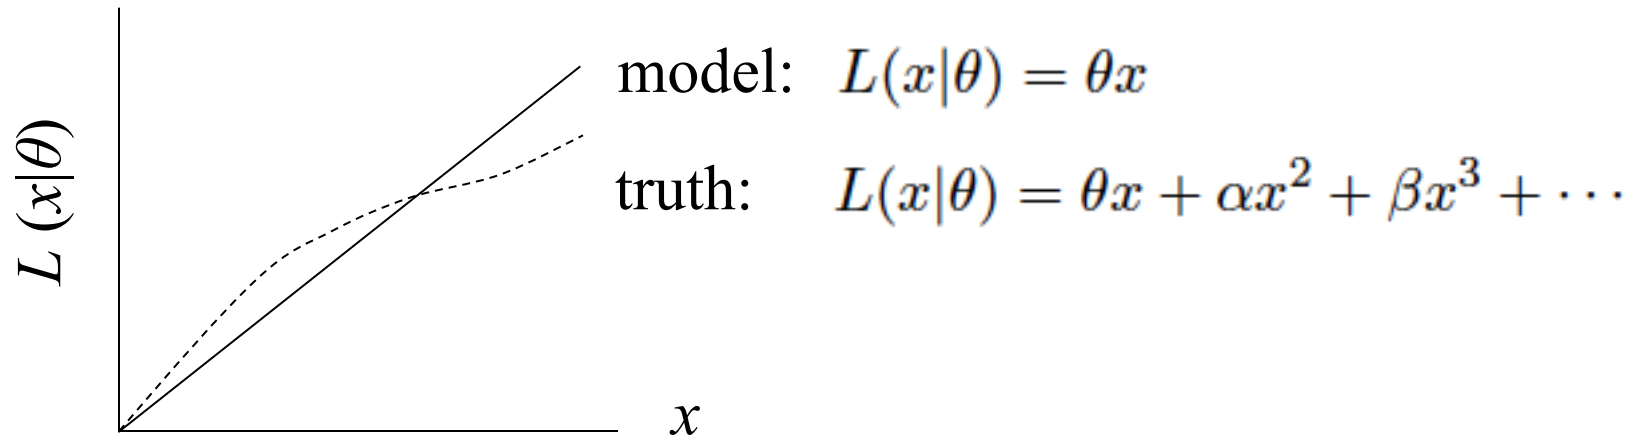 L (x|θ)
model: L(x|θ) = θx
truth: L(x|θ) = θx + αx² + βx³ + ···
x